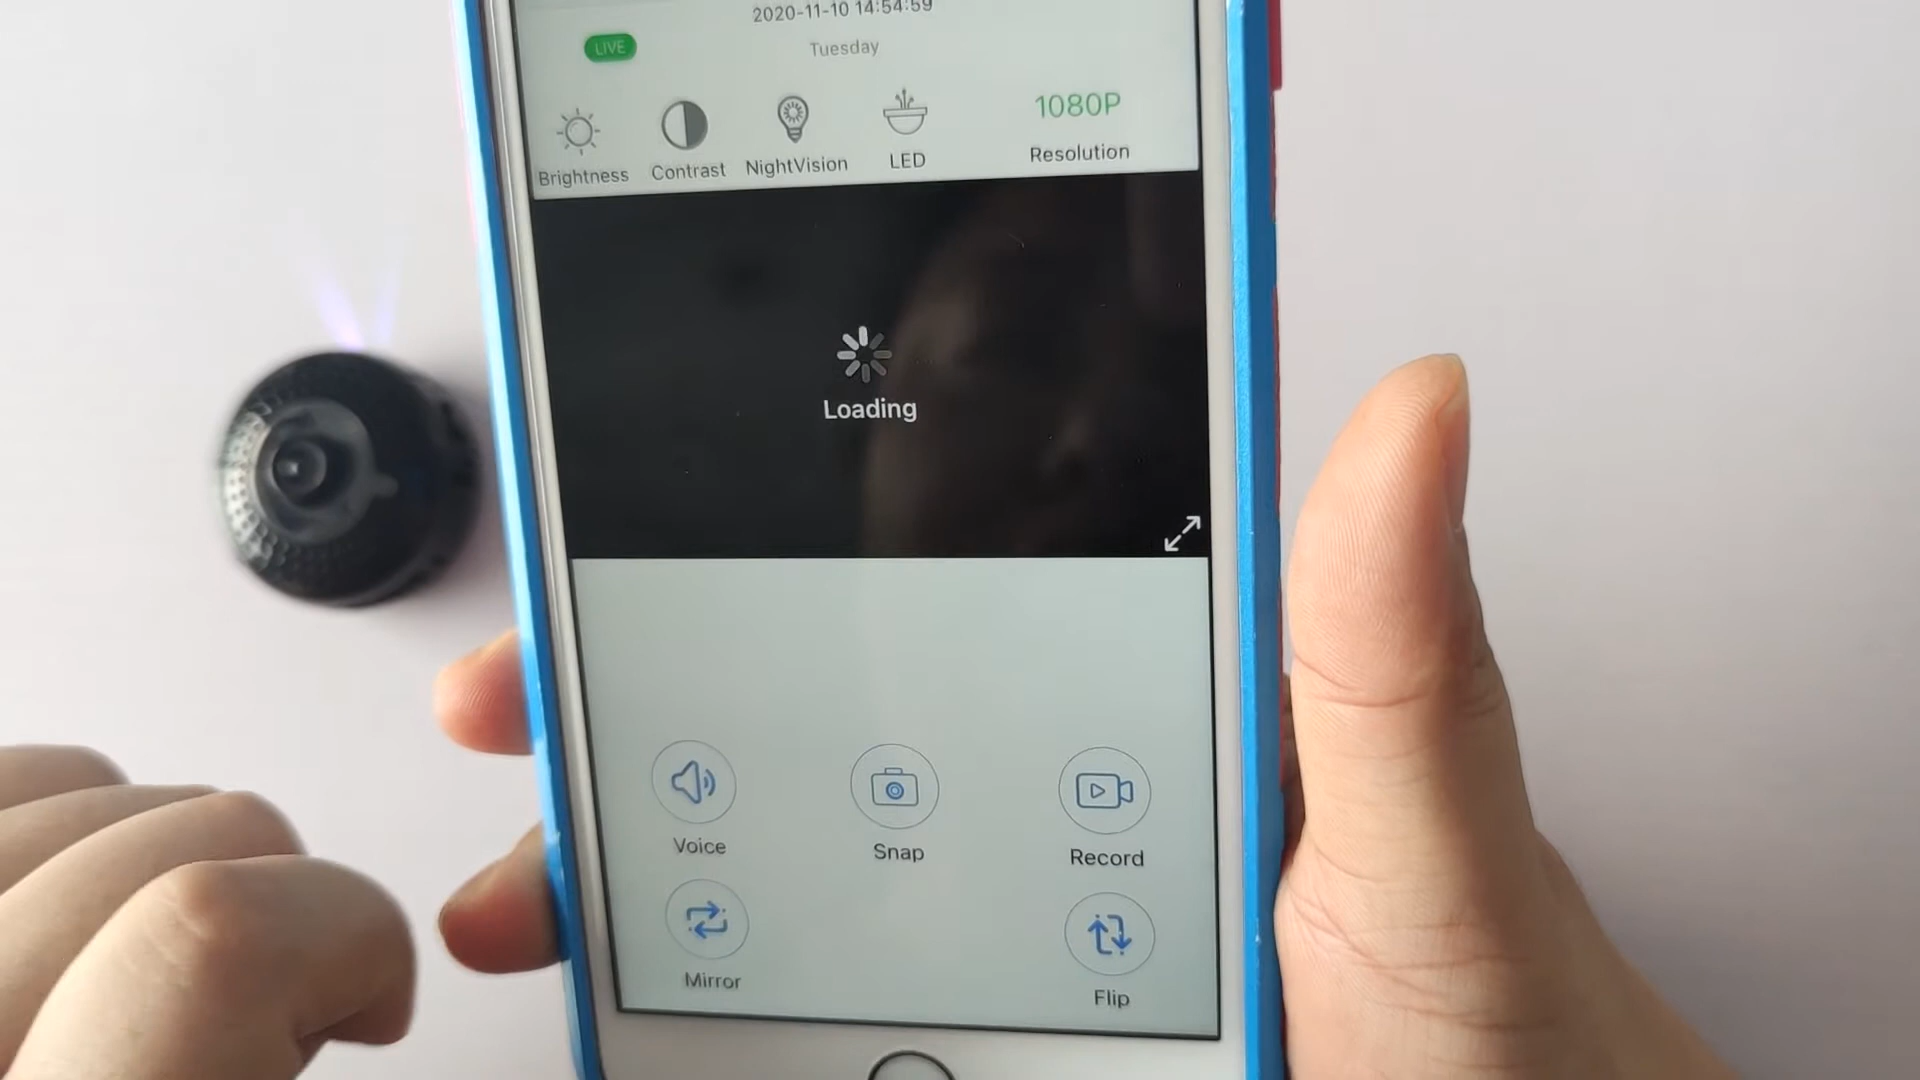 2020-11-10 14:54:59
LIVE
Tuesday
1080P
Brightness
Contrast
NightVision
LED
Resolution
Loading
Voice
Snap
Record
Mirror
Flip